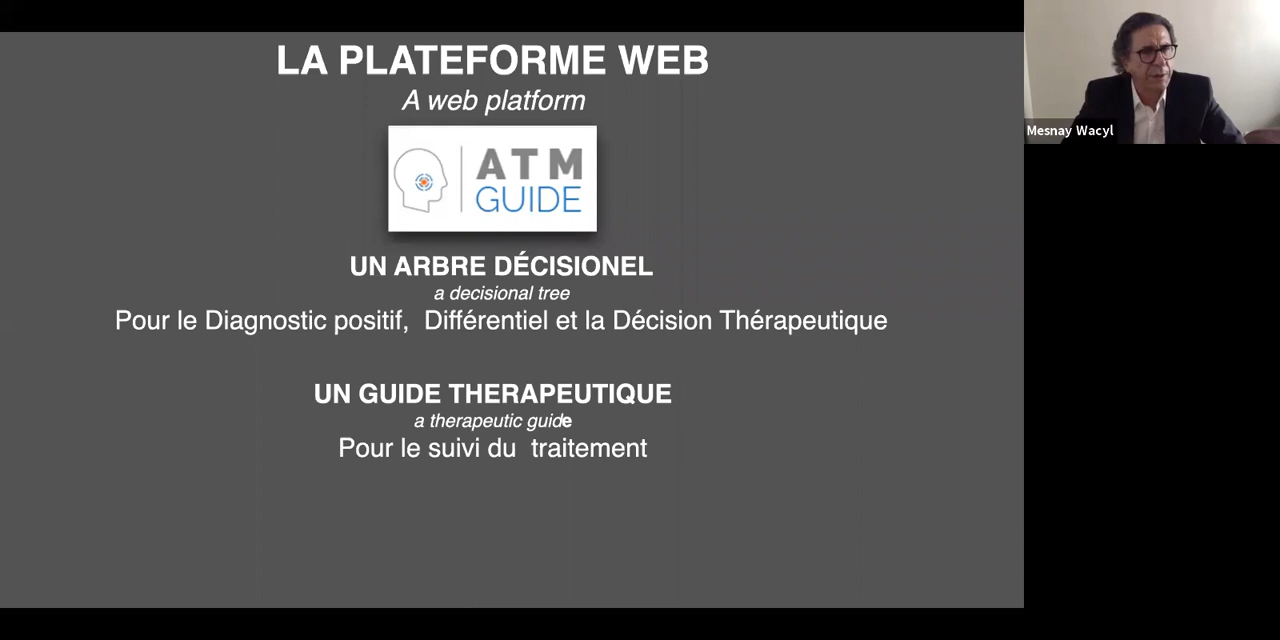 LA PLATEFORME WEB
A web platform
ATM
GUIDE
UN ARBRE DÉCISIONEL
a decisional tree
Pour le Diagnostic positif, Différentiel et la Décision Thérapeutique
UN GUIDE THERAPEUTIQUE
a therapeutic guide
Pour le suivi du traitement
Mesnay Wacyl